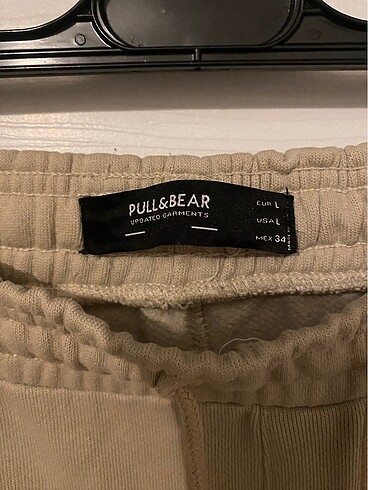 PULL&BEAR
UPDATED GARMENTS
EUR L
USA L
MEX 34